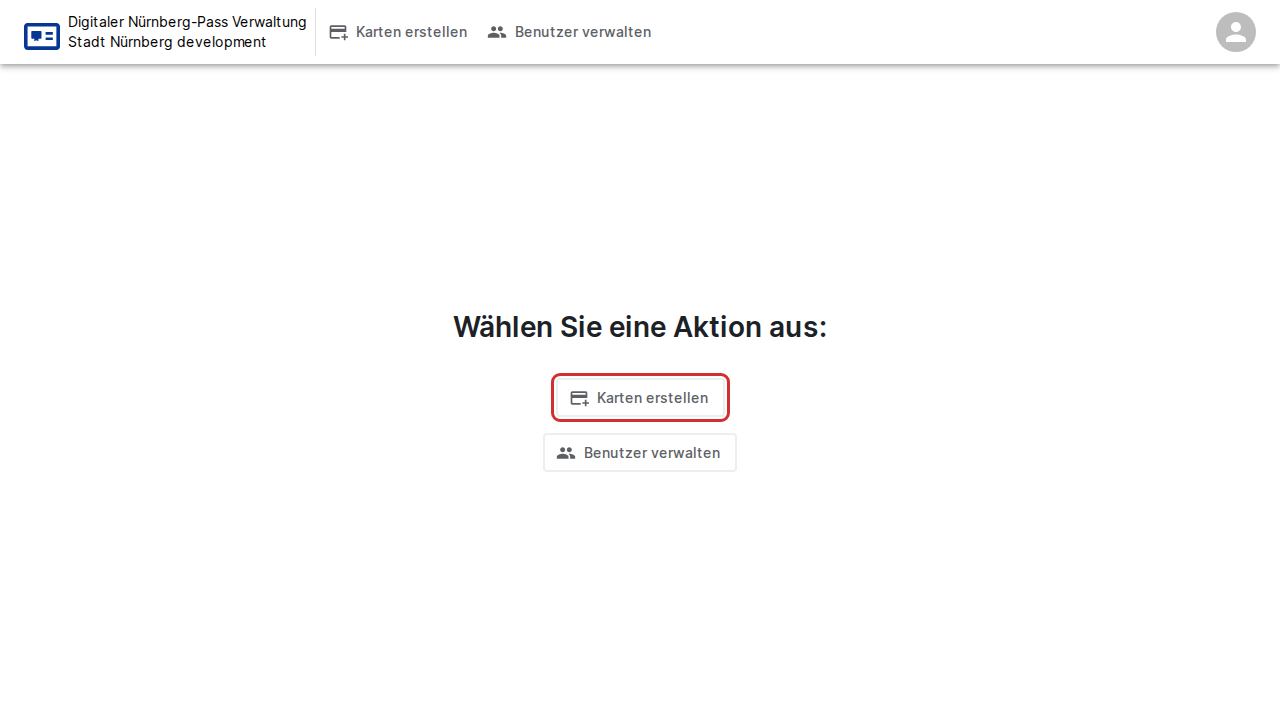 Digitaler Nürnberg-Pass Verwaltung
Stadt Nürnberg development
Karten erstellen
Benutzer verwalten
Wählen Sie eine Aktion aus:
Karten erstellen
Benutzer verwalten